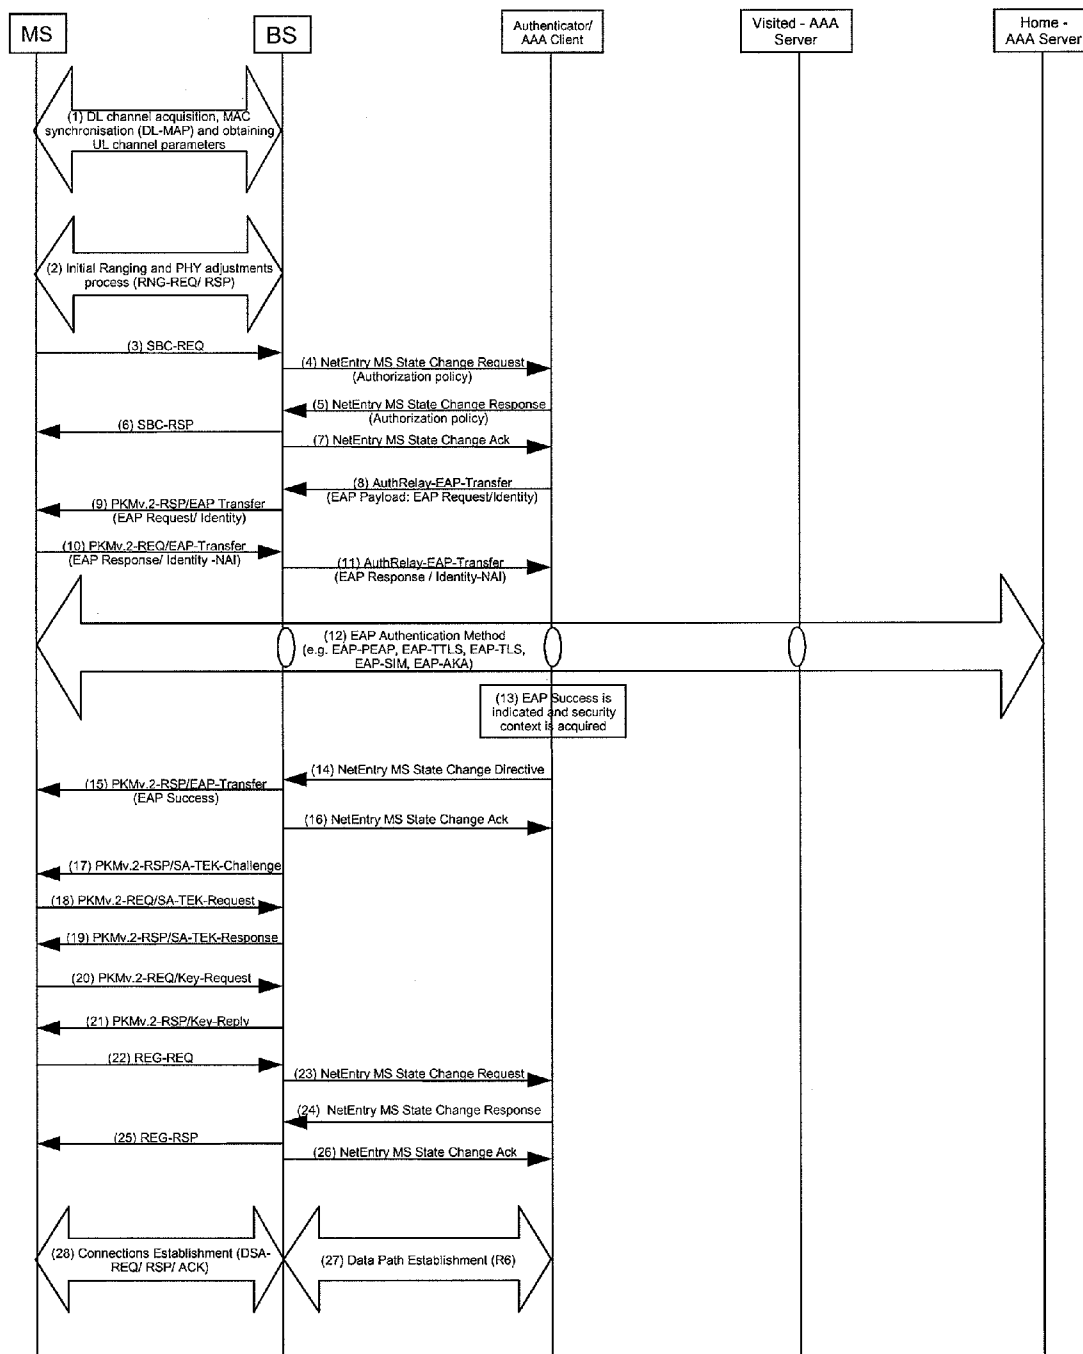 MS
BS
Authenticator/
AAA Client
Visited - AAA
Server
Home -
AAA Server
(1) DL channel acquisition, MAC
synchronisation (DL-MAP) and obtaining
UL channel parameters
(2) Initial Ranging and PHY adjustments
process (RNG-REQ/ RSP)
(3) SBC-REQ
(4) NetEntry MS State Change Request
(Authorization policy)
(5) NetEntry MS State Change Response
(Authorization policy)
(6) SBC-RSP
(7) NetEntry MS State Change Ack
(8) AuthRelay-EAP-Transfer
(EAP Payload: EAP Request/Identity)
(9) PKMv.2-RSP/EAP Transfer
(EAP Request/ Identity)
(10) PKMv.2-REQ/EAP-Transfer
(EAP Response/ Identity -NAI)
(11) AuthRelay-EAP-Transfer
(EAP Response / Identity-NAI)
(12) EAP Authentication Method
(e.g. EAP-PEAP, EAP-TTLS, EAP-TLS,
EAP-SIM, EAP-AKA)
(13) EAP Success is
indicated and security
context is acquired
(14) NetEntry MS State Change Directive
(15) PKMv.2-RSP/EAP-Transfer
(EAP Success)
(16) NetEntry MS State Change Ack
(17) PKMv.2-RSP/SA-TEK-Challenge
(18) PKMv.2-REQ/SA-TEK-Request
(19) PKMv.2-RSP/SA-TEK-Response
(20) PKMv.2-REQ/Key-Request
(21) PKMv.2-RSP/Key-Reply
(22) REG-REQ
(23) NetEntry MS State Change Request
(24) NetEntry MS State Change Response
(25) REG-RSP
(26) NetEntry MS State Change Ack
(28) Connections Establishment (DSA-
REQ/ RSP/ ACK)
(27) Data Path Establishment (R6)